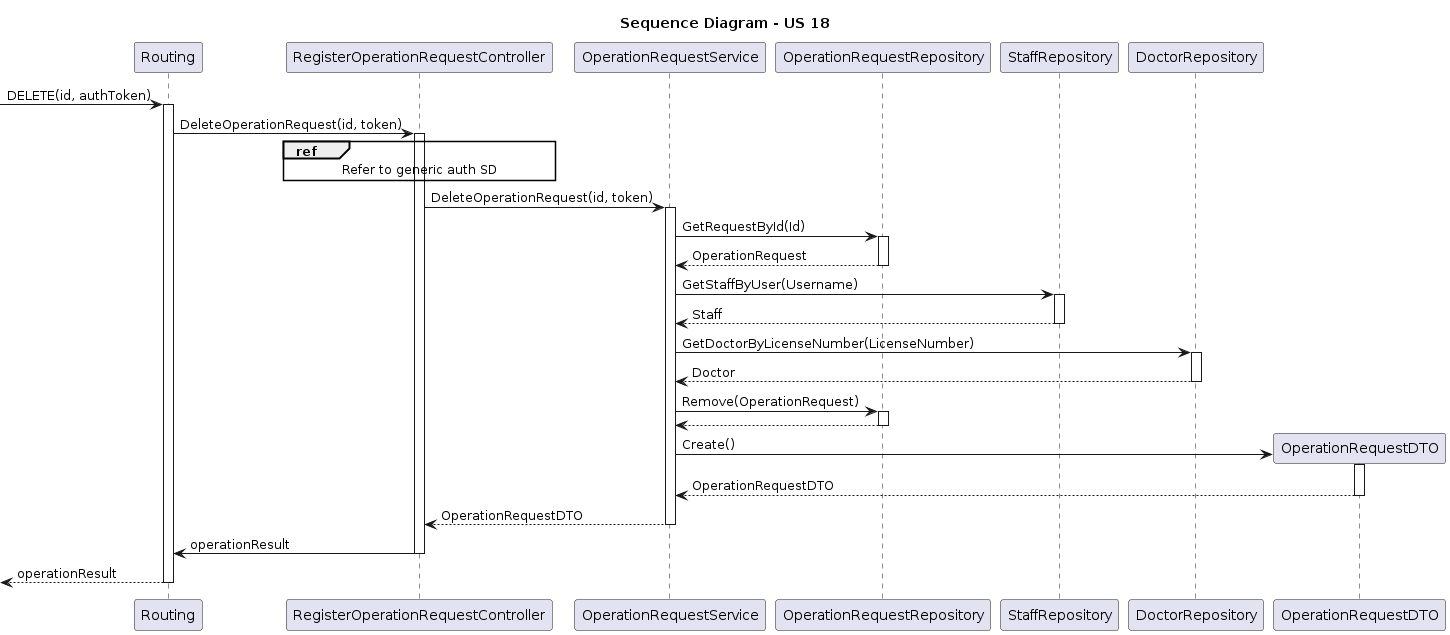 Sequence Diagram - US 18
Routing
RegisterOperationRequestController
OperationRequestService
OperationRequestRepository
StaffRepository
DoctorRepository
DELETE(id, authToken)
DeleteOperationRequest(id, token)
ref
Refer to generic auth SD
DeleteOperationRequest(id, token)
GetRequestById(Id)
OperationRequest
GetStaffByUser(Username)
Staff
GetDoctorByLicenseNumber(LicenseNumber)
Doctor
Remove(OperationRequest)
Create()
OperationRequestDTO
OperationRequestDTO
OperationRequestDTO
operationResult
operationResult
Routing
RegisterOperationRequestController
OperationRequestService
OperationRequestRepository
StaffRepository
DoctorRepository
OperationRequestDTO